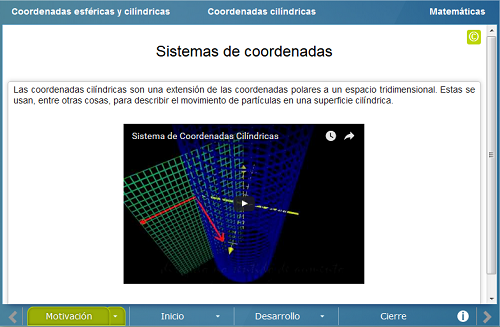 Coordenadas esféricas y cilíndricas Coordenadas cilíndricas Matemáticas
©
Sistemas de coordenadas
Las coordenadas cilíndricas son una extensión de las coordenadas polares a un espacio tridimensional. Estas se
usan, entre otras cosas, para describir el movimiento de partículas en una superficie cilíndrica.
Sistema de Coordenadas Cilíndricas
Motivación Inicio Desarrollo Cierre